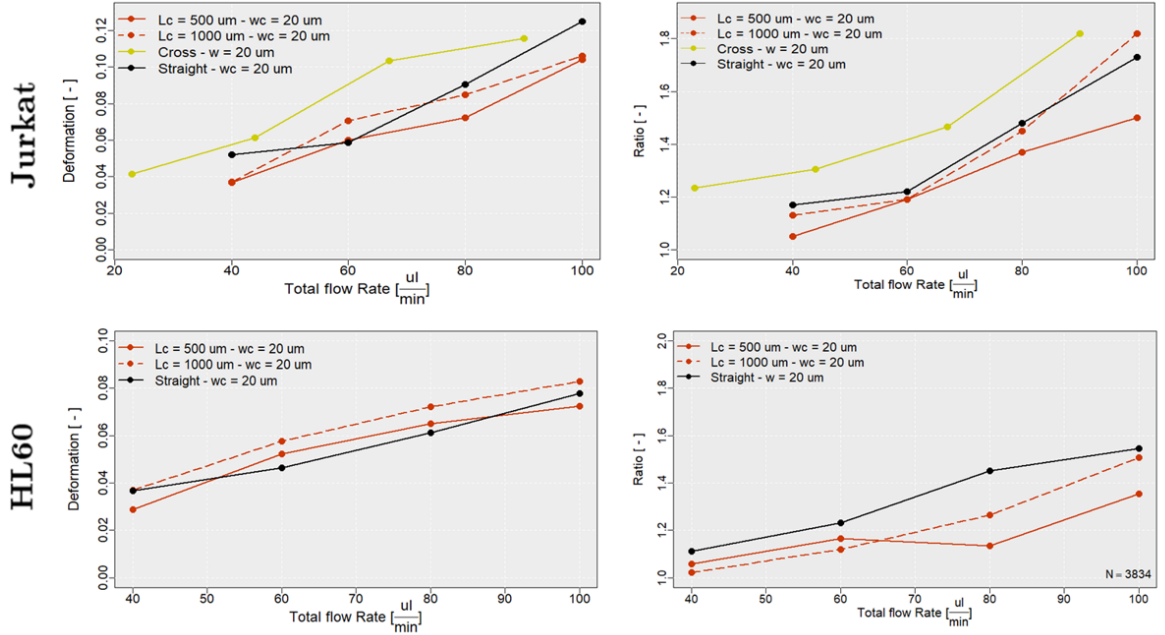 Jurkat
Deformation [ - ]
0.00 0.02 0.04 0.06 0.08 0.10 0.12
Lc = 500 um - wc = 20 um
Lc = 1000 um - wc = 20 um
Cross - w = 20 um
Straight - wc = 20 um
20 40 60 80 100
Total flow Rate [ul/min]
Ratio [ - ]
1.0 1.2 1.4 1.6 1.8
Lc = 500 um - wc = 20 um
Lc = 1000 um - wc = 20 um
Cross - w = 20 um
Straight - wc = 20 um
20 40 60 80 100
Total flow Rate [ul/min]
HL60
Deformation [ - ]
0.00 0.02 0.04 0.06 0.08 0.10
Lc = 500 um - wc = 20 um
Lc = 1000 um - wc = 20 um
Straight - wc = 20 um
40 50 60 70 80 90 100
Total flow Rate [ul/min]
Ratio [ - ]
1.0 1.2 1.4 1.6 1.8 2.0
Lc = 500 um - wc = 20 um
Lc = 1000 um - wc = 20 um
Straight - w = 20 um
N = 3834
40 50 60 70 80 90 100
Total flow Rate [ul/min]